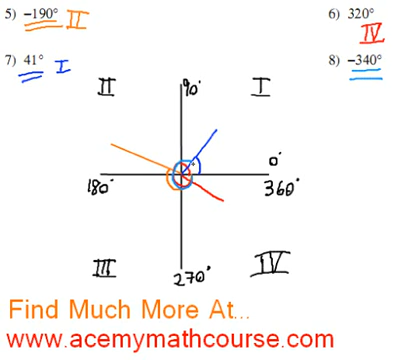 5) −190° II
6) 320°
IV
7) 41° I
8) −340°
II
90°
I
180°
0°
360°
III
270°
IV
Find Much More At...
www.acemymathcourse.com